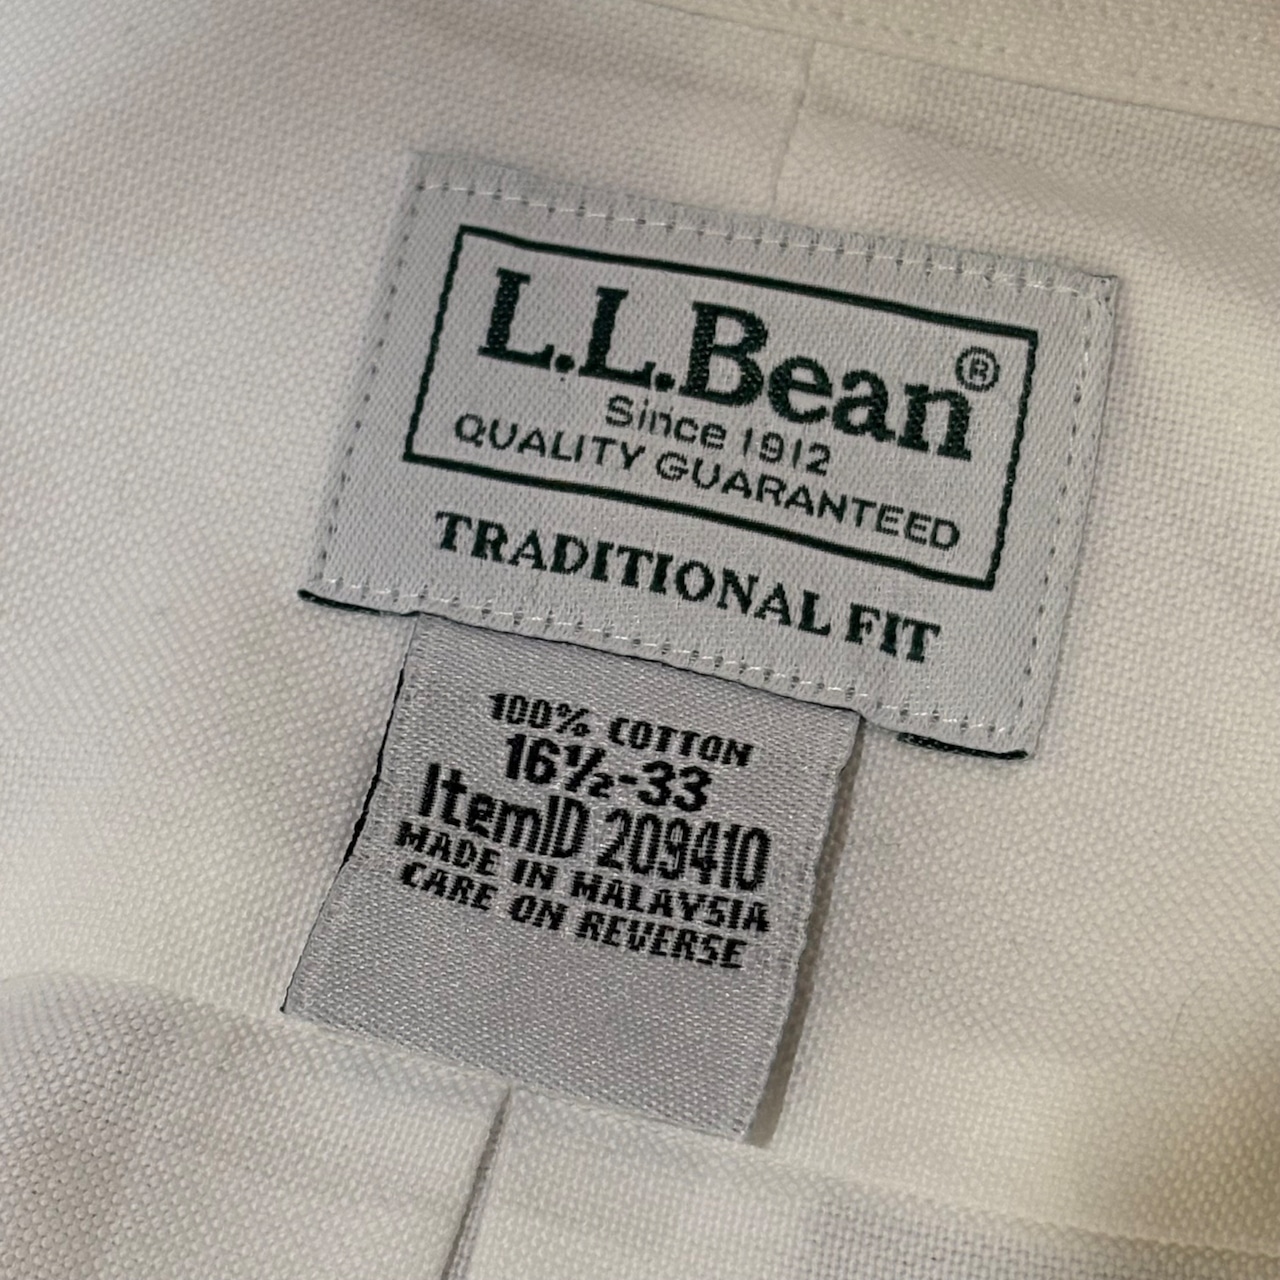 L.L.Bean®
Since 1912
QUALITY GUARANTEED
TRADITIONAL FIT
100% COTTON
16½-33
ItemID 209410
MADE IN MALAYSIA
CARE ON REVERSE